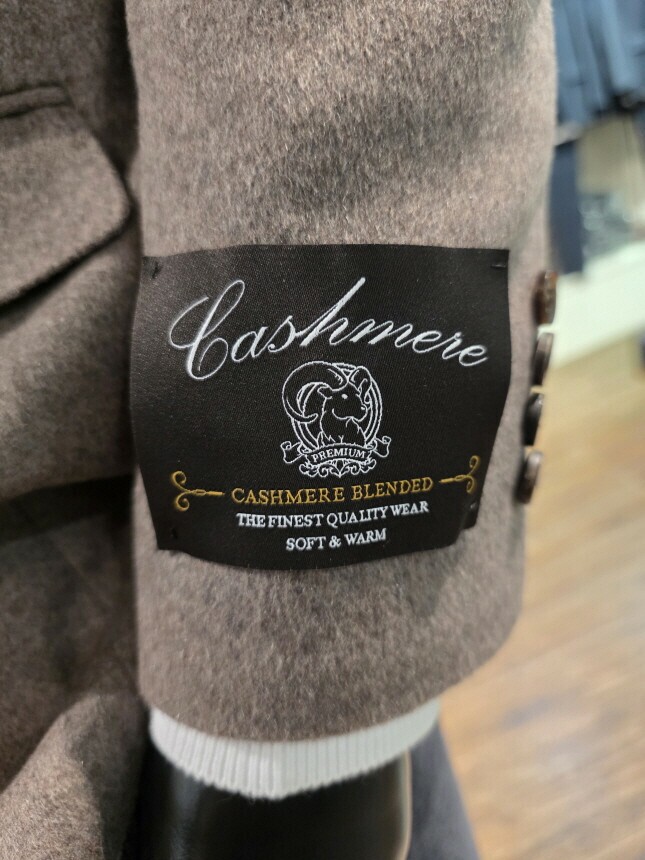 Cashmere
PREMIUM
CASHMERE BLENDED
THE FINEST QUALITY WEAR
SOFT & WARM